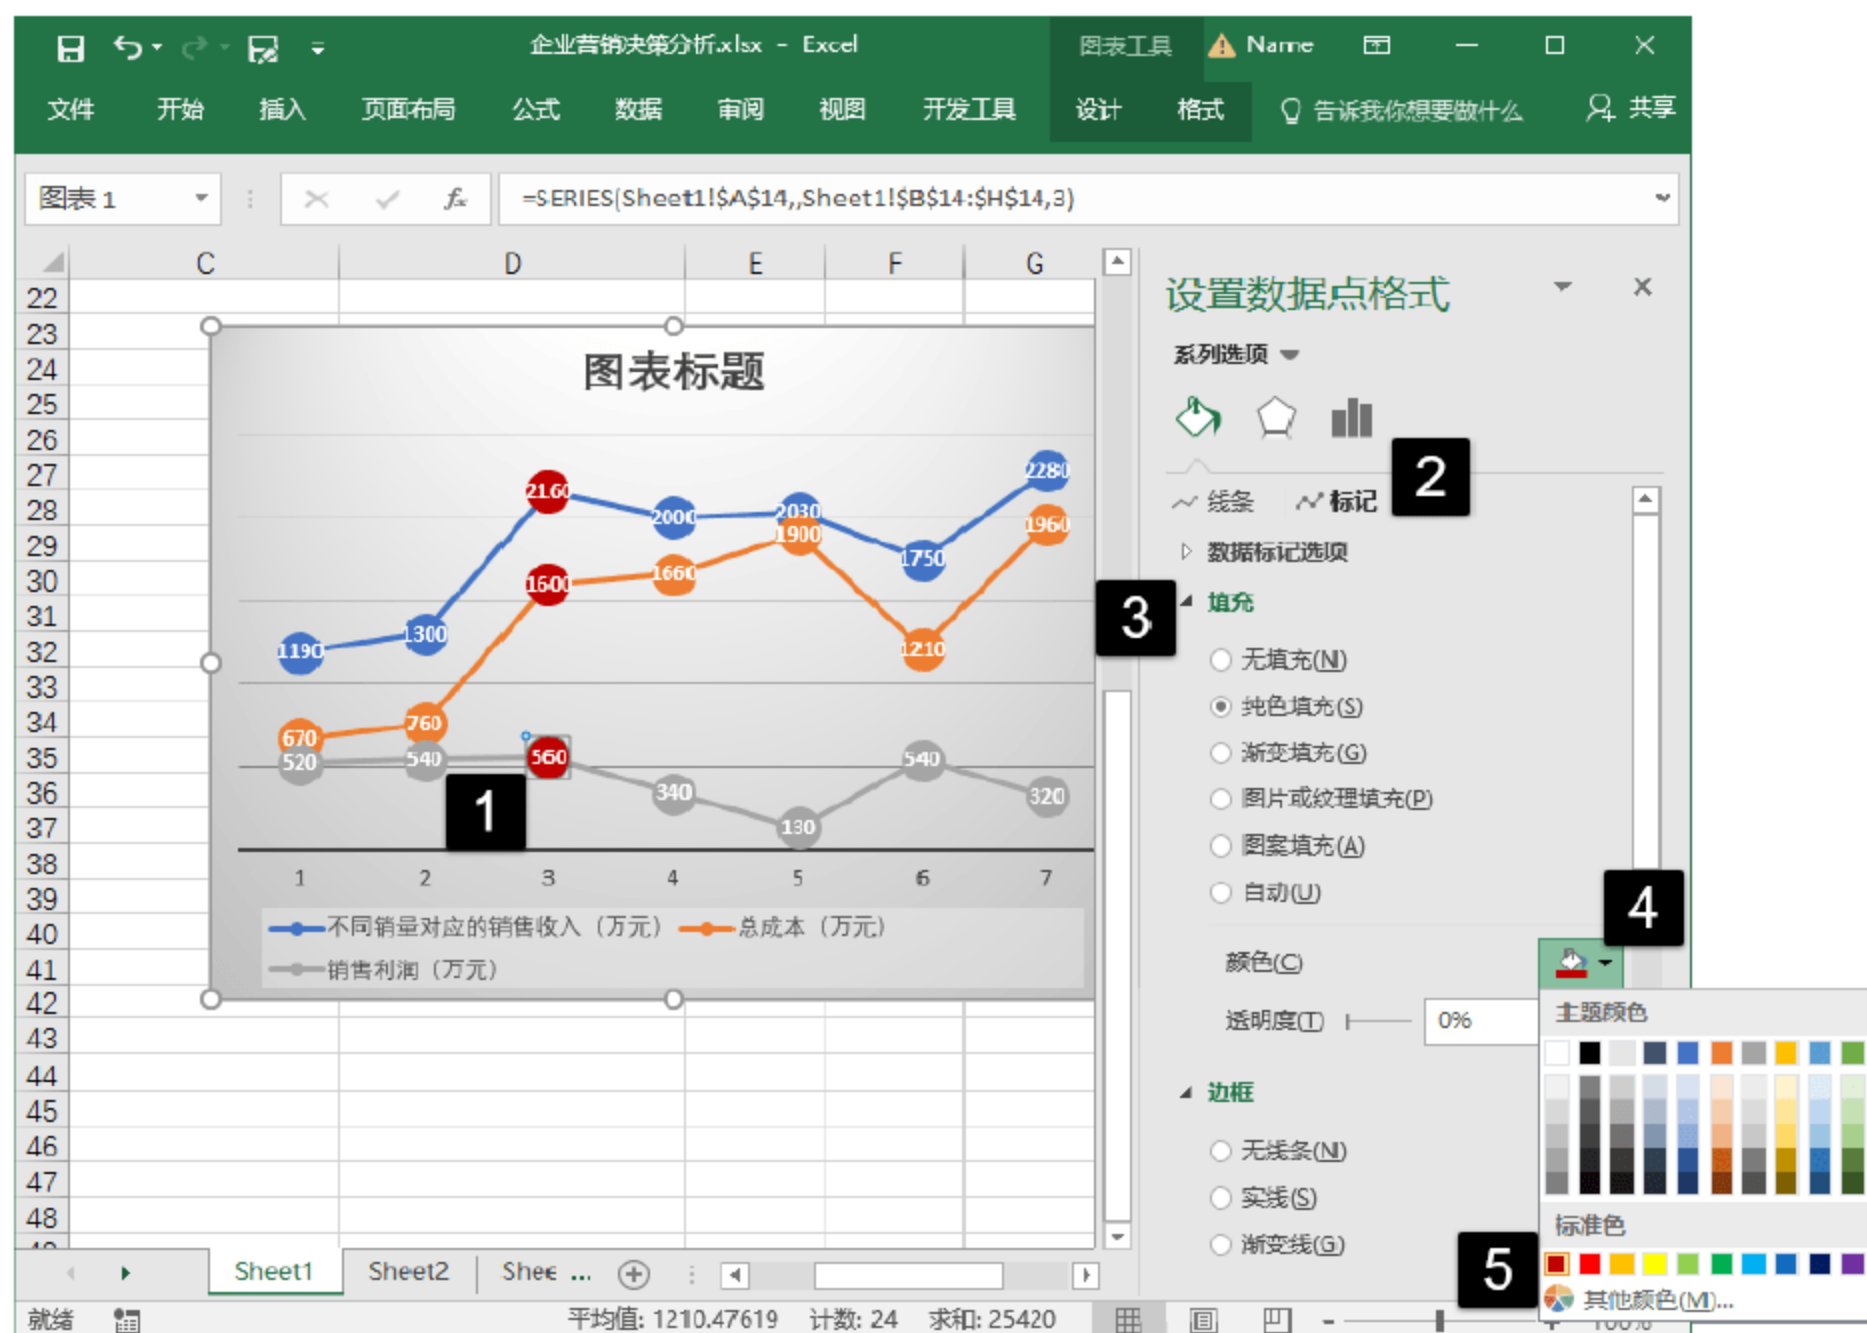 企业营销决策分析.xlsx - Excel 图表工具 Name
文件 开始 插入 页面布局 公式 数据 审阅 视图 开发工具 设计 格式 告诉我你想要做什么 共享
图表 1 fx =SERIES(Sheet1!$A$14,,Sheet1!$B$14:$H$14,3)
C D E F G
22
23
24
25
26
27
28
29
30
31
32
33
34
35
36
37
38
39
40
41
42
43
44
45
46
47
48
图表标题
2160 2000 2030 1750 2280
1190 1300
1600 1660 1900 1210 1960
670 760
520 540 560 340 130 540 320
1 2 3 4 5 6 7
不同销量对应的销售收入（万元） 总成本（万元）
销售利润（万元）
1
设置数据点格式
系列选项
2
线条 标记
数据标记选项
3
填充
无填充(N)
纯色填充(S)
渐变填充(G)
图片或纹理填充(P)
图案填充(A)
自动(U)
4
颜色(C)
透明度(T) 0%
主题颜色
边框
无线条(N)
实线(S)
渐变线(G)
标准色
5
其他颜色(M)...
Sheet1 Sheet2 Shee ...
就绪 平均值: 1210.47619 计数: 24 求和: 25420 100%